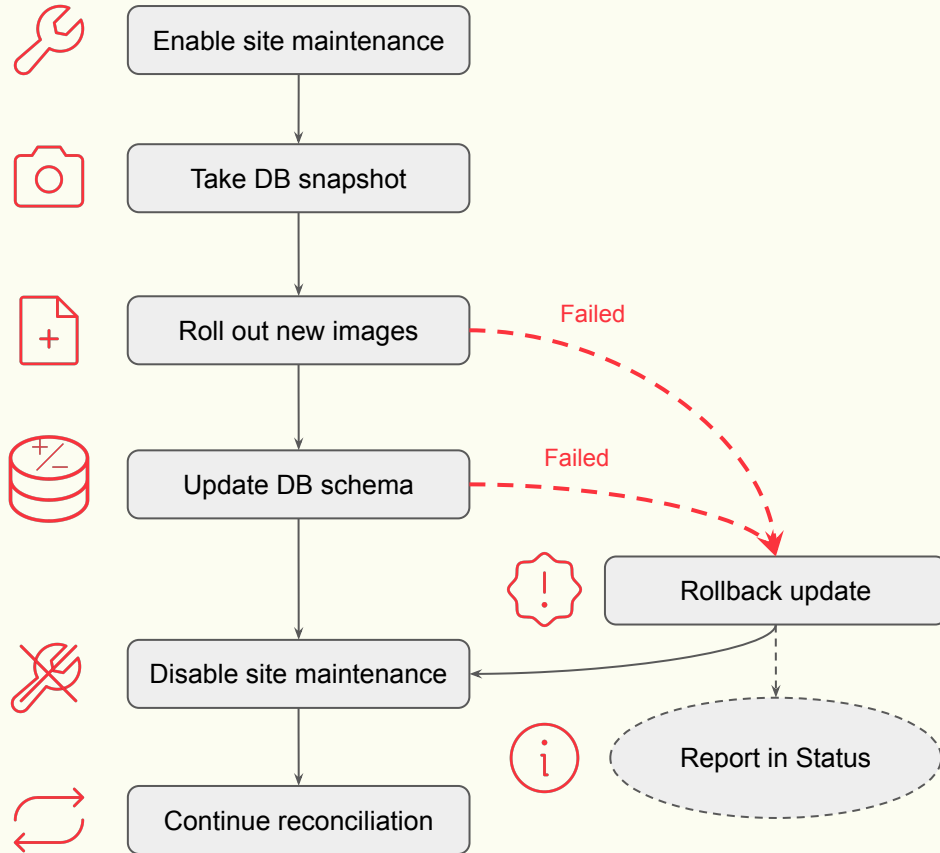 Enable site maintenance
Take DB snapshot
Roll out new images
Failed
Update DB schema
Failed
Rollback update
Disable site maintenance
Report in Status
Continue reconciliation